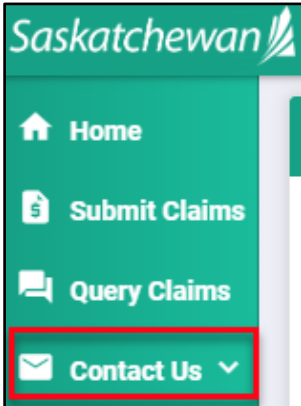 Saskatchewan
Home
Submit Claims
Query Claims
Contact Us